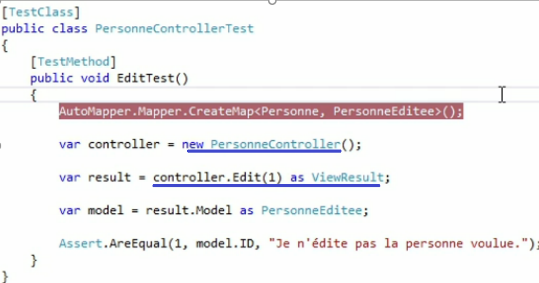 [TestClass]
public class PersonneControllerTest
{
[TestMethod]
public void EditTest()
{
AutoMapper.Mapper.CreateMap<Personne, PersonneEditee>();
var controller = new PersonneController();
var result = controller.Edit(1) as ViewResult;
var model = result.Model as PersonneEditee;
Assert.AreEqual(1, model.ID, "Je n'édite pas la personne voulue.");
}
}